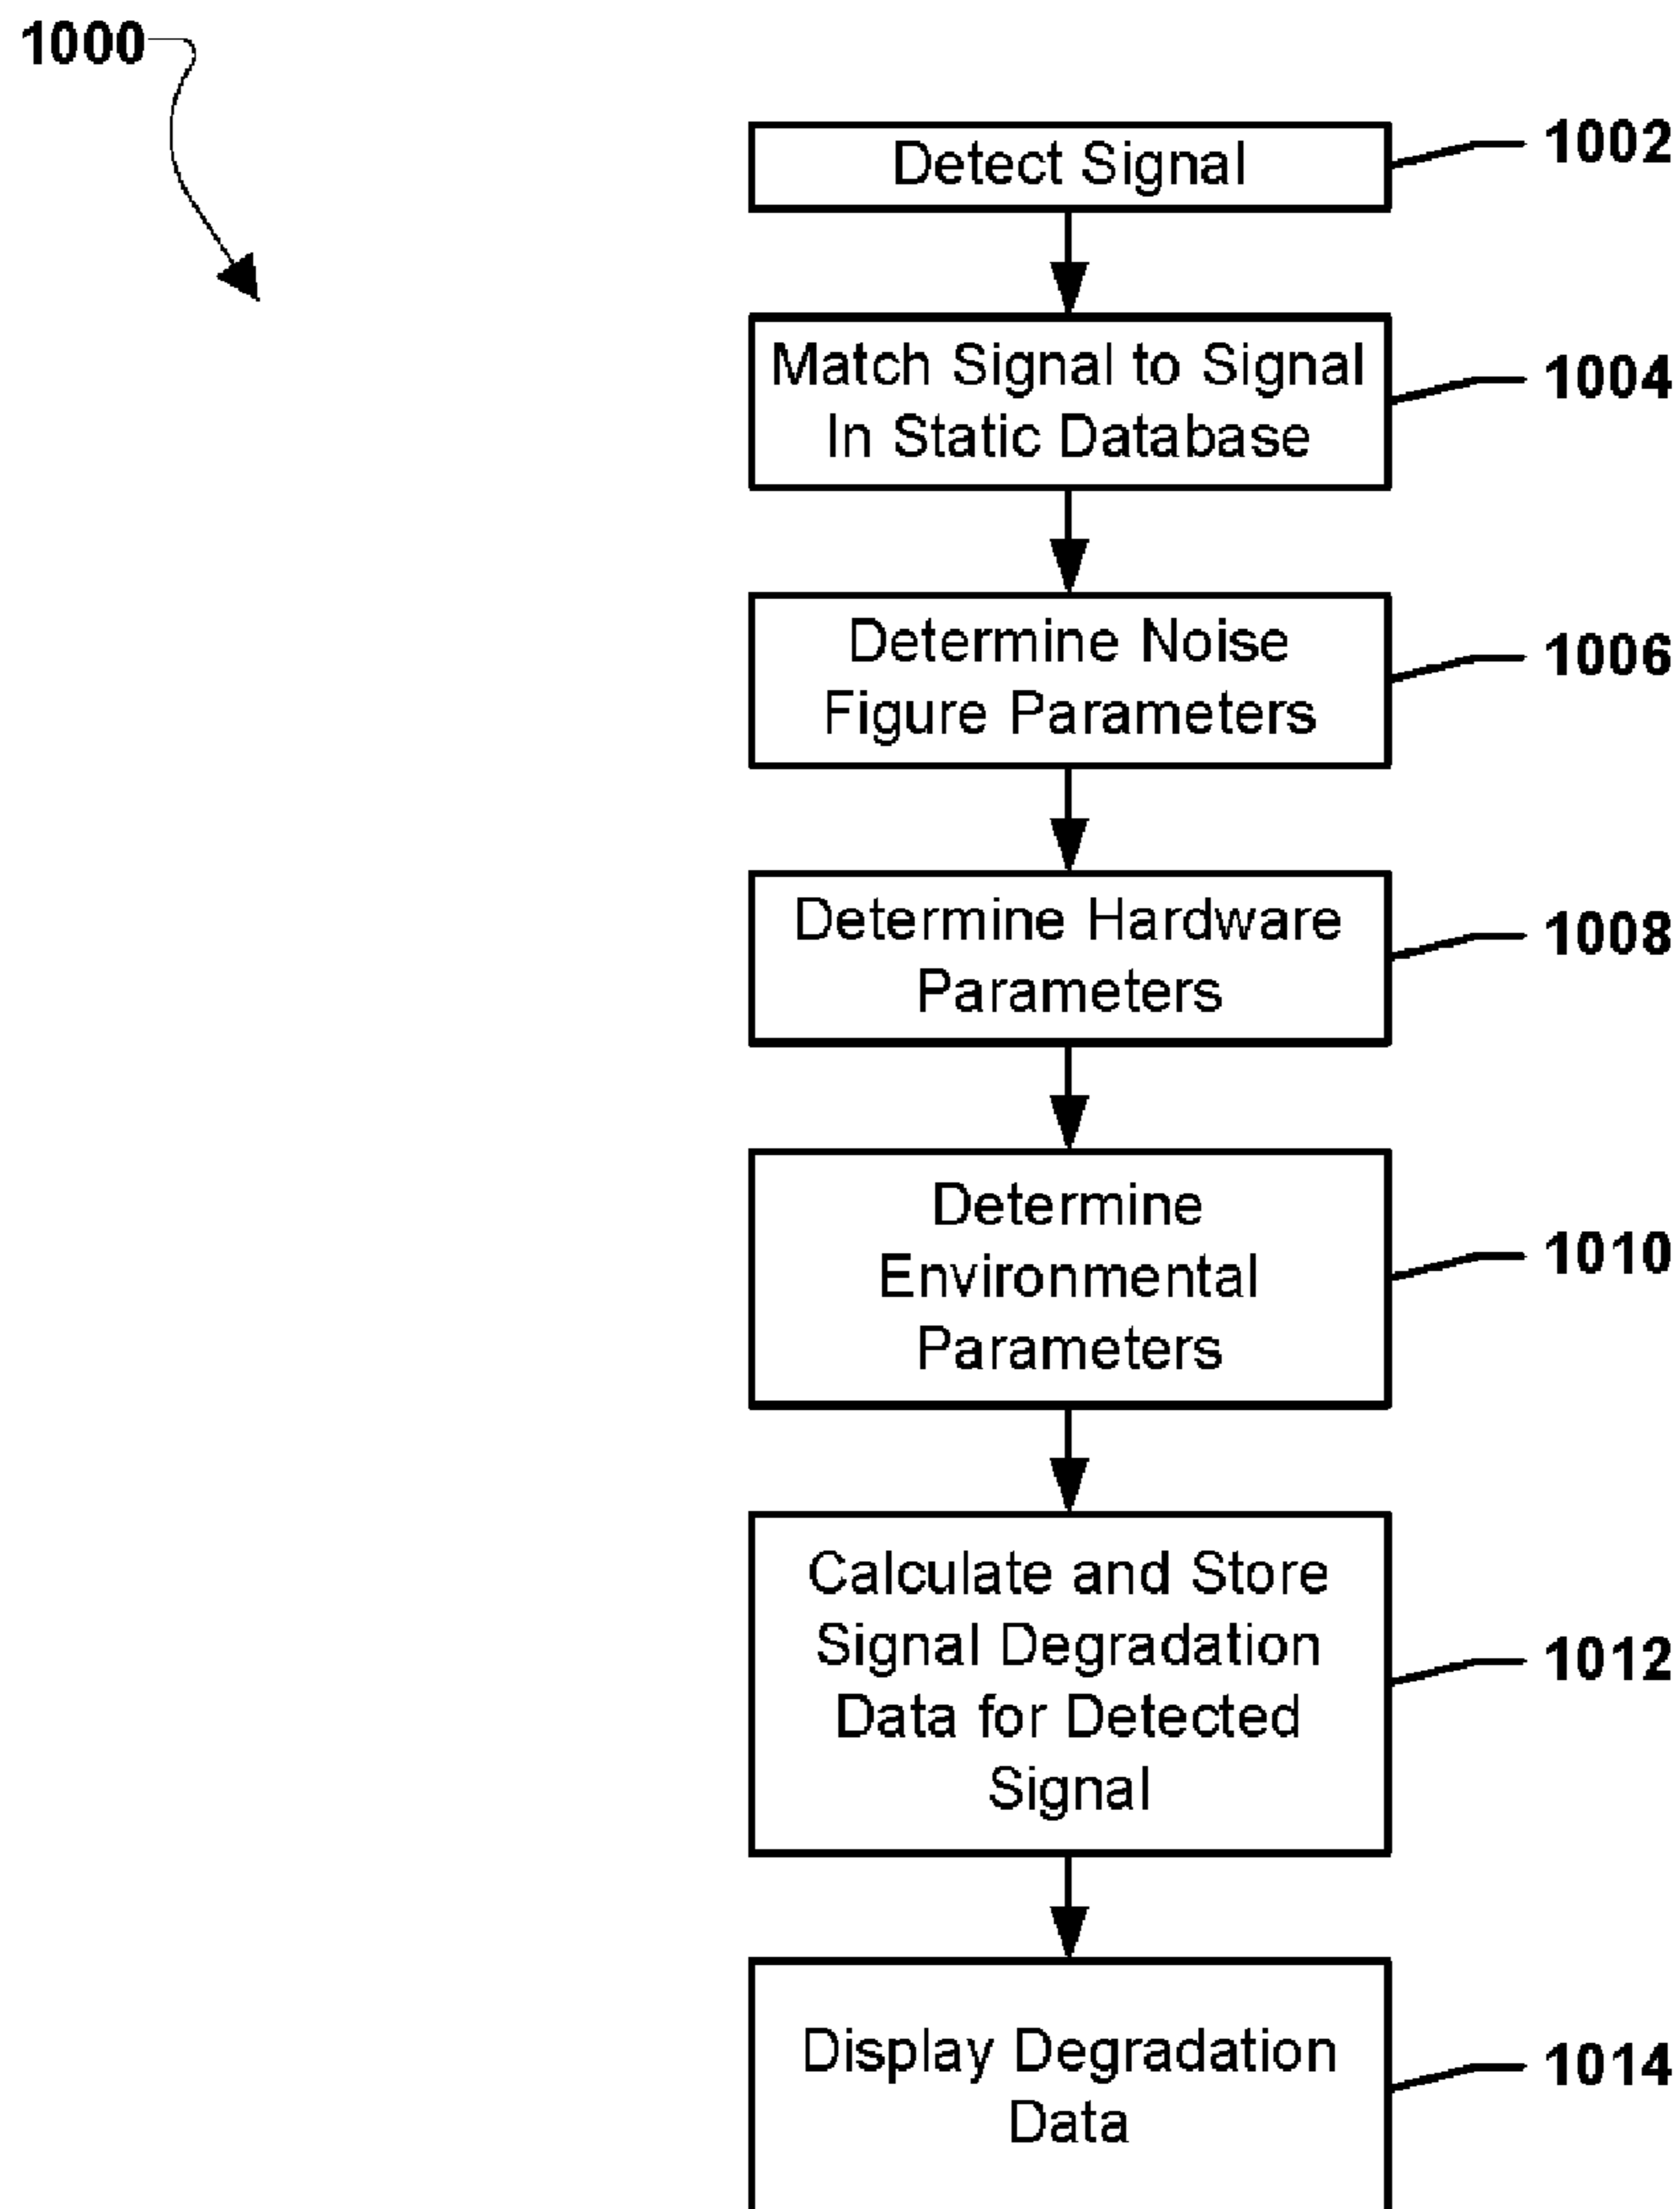 1000
Detect Signal
1002
Match Signal to Signal
In Static Database
1004
Determine Noise
Figure Parameters
1006
Determine Hardware
Parameters
1008
Determine
Environmental
Parameters
1010
Calculate and Store
Signal Degradation
Data for Detected
Signal
1012
Display Degradation
Data
1014